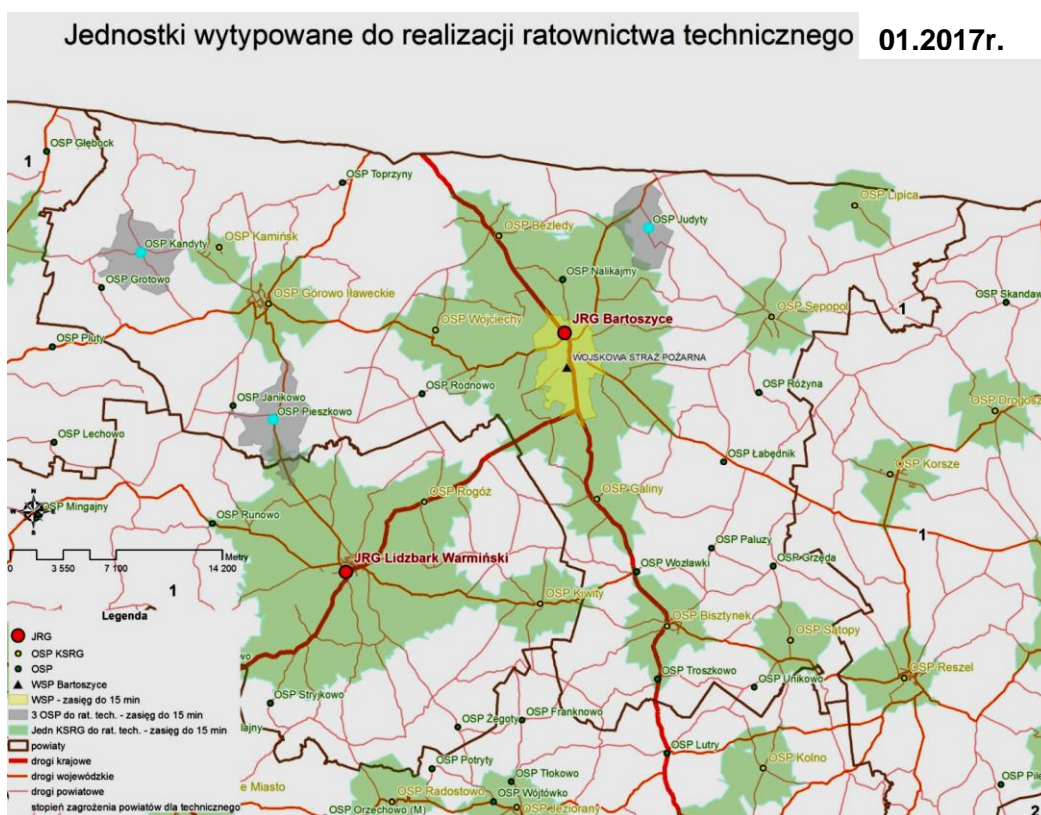 Jednostki wytypowane do realizacji ratownictwa technicznego 01.2017r.
OSP Głębock
1
OSP Toprzyny
OSP Lipica
OSP Judyty
OSP Bezledy
OSP Kamińsk
OSP Kandyty
OSP Nalikajmy
OSP Grotowo
OSP Górowo Iławeckie
OSP Skandaw
OSP Sępopol
1
JRG Bartoszyce
OSP Wojciechy
OSP Pluty
WOJSKOWA STRAŻ POŻARNA
OSP Rodnowo
OSP Różyna
OSP Janikowo
OSP Drogosz
OSP Pieszkowo
OSP Lechowo
OSP Łabędnik
OSP Korsze
OSP Rogóż
OSP Galiny
OSP Mingajny
OSP Runowo
1
OSP Paluzy
OSP Grzęda
JRG Lidzbark Warmiński
OSP Wozławki
Metry
0 3 550 7 100 14 200
1
OSP Kiwity
OSP Bisztynek
OSP Sątopy
OSP Reszel
OSP Troszkowo
OSP Unikowo
OSP Stryjkowo
OSP Żegoty
OSP Franknowo
OSP Lutry
OSP Kolno
OSP Potryty
OSP Tłokowo
OSP Pile
e Miasto
OSP Radostowo
OSP Wójtówko
OSP Orzechowo (M)
OSP Jeziorany
2
Legenda
JRG
OSP KSRG
OSP
WSP Bartoszyce
WSP - zasięg do 15 min
3 OSP do rat. tech. - zasięg do 15 min
Jedn KSRG do rat. tech. - zasięg do 15 min
powiaty
drogi krajowe
drogi wojewódzkie
drogi powiatowe
stopień zagrożenia powiatów dla technicznego